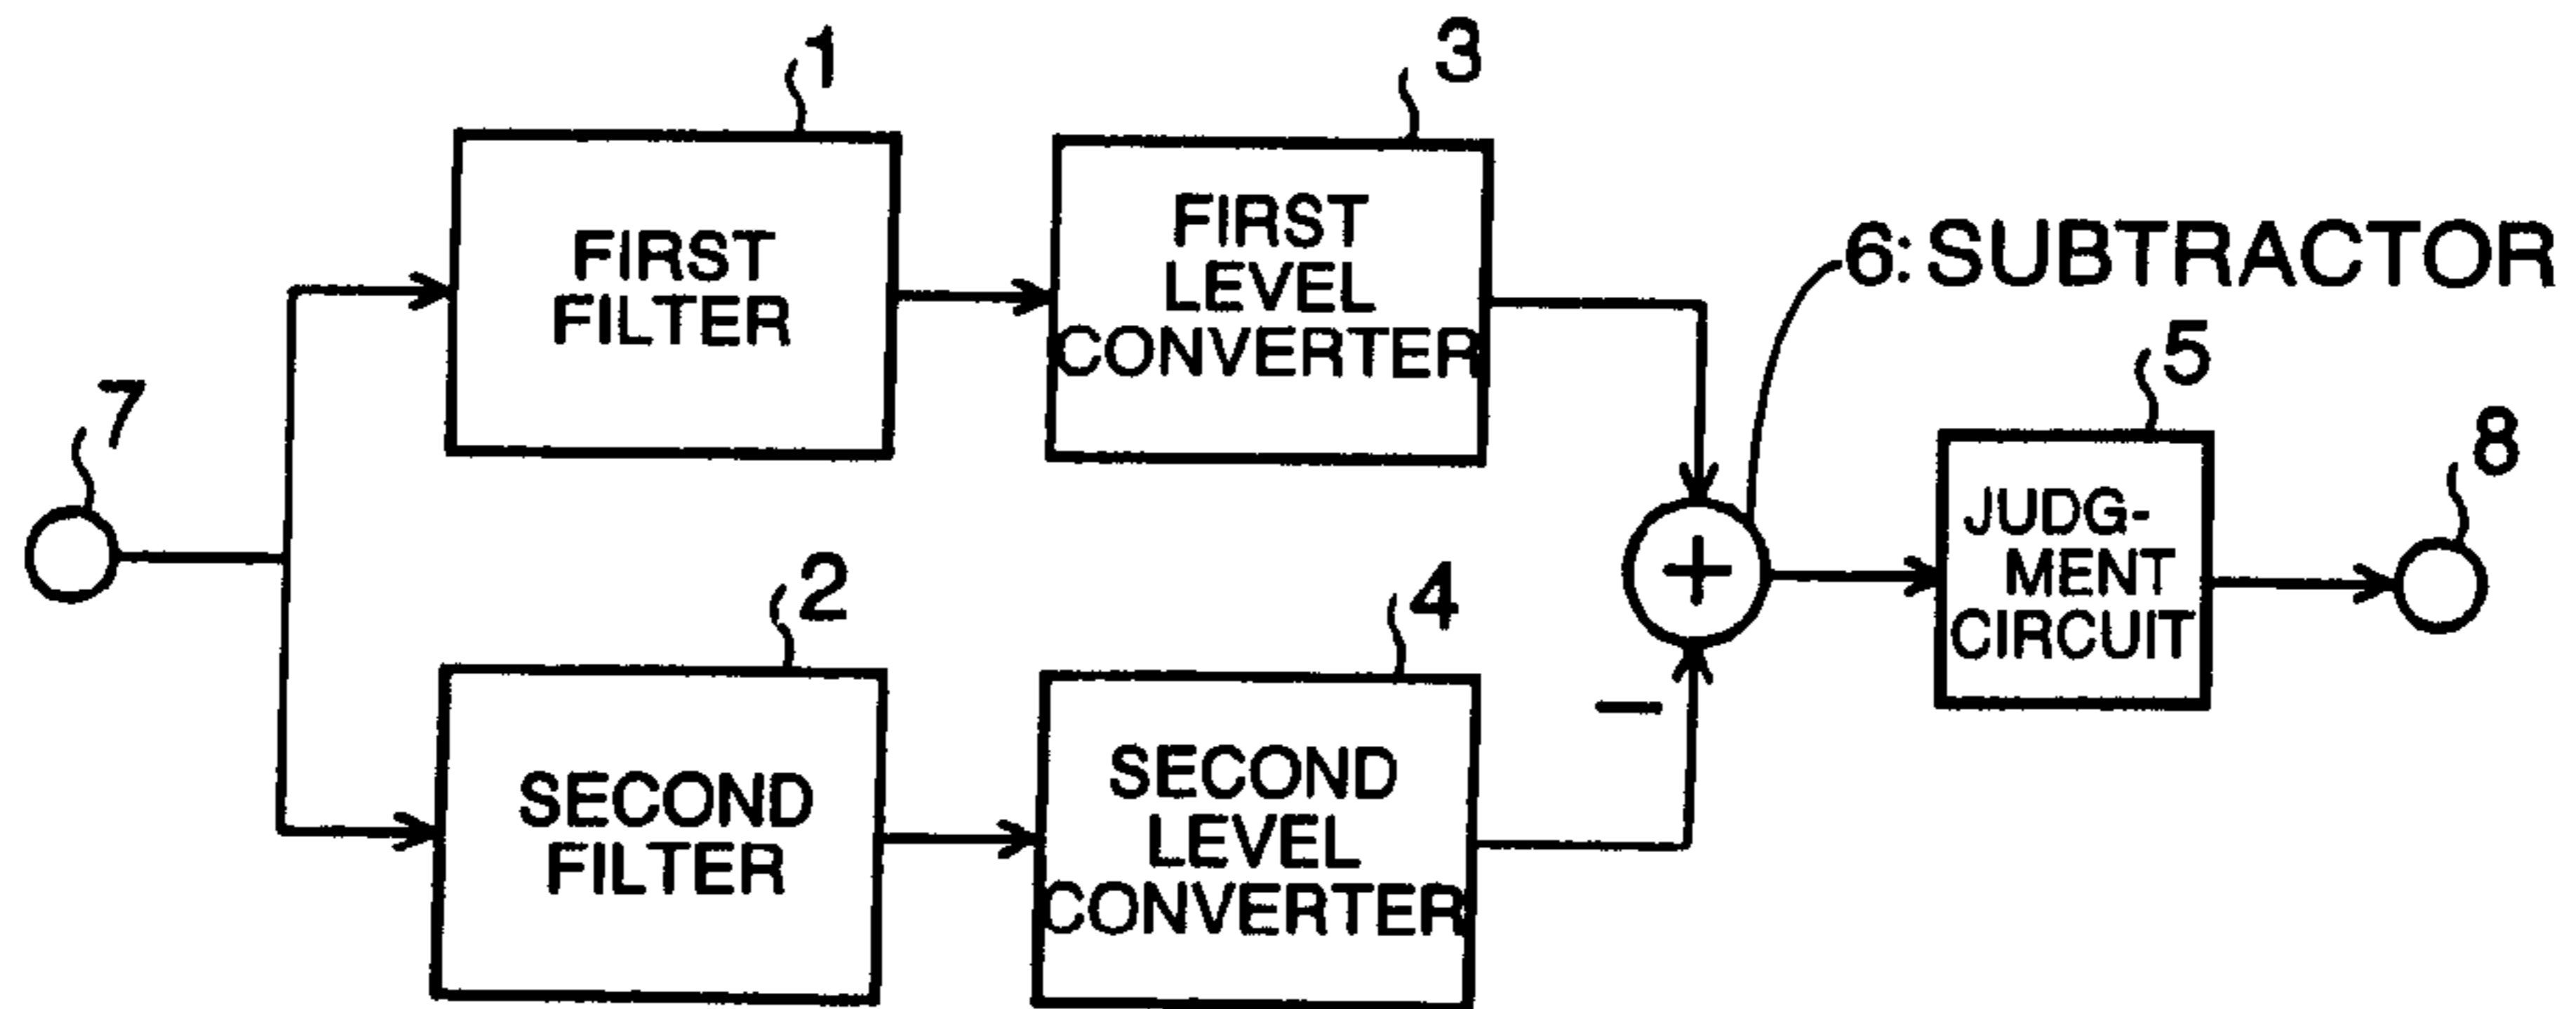 1
3
FIRST
FILTER
FIRST
LEVEL
CONVERTER
6: SUBTRACTOR
7
5
8
JUDG-
MENT
CIRCUIT
+
2
4
−
SECOND
FILTER
SECOND
LEVEL
CONVERTER